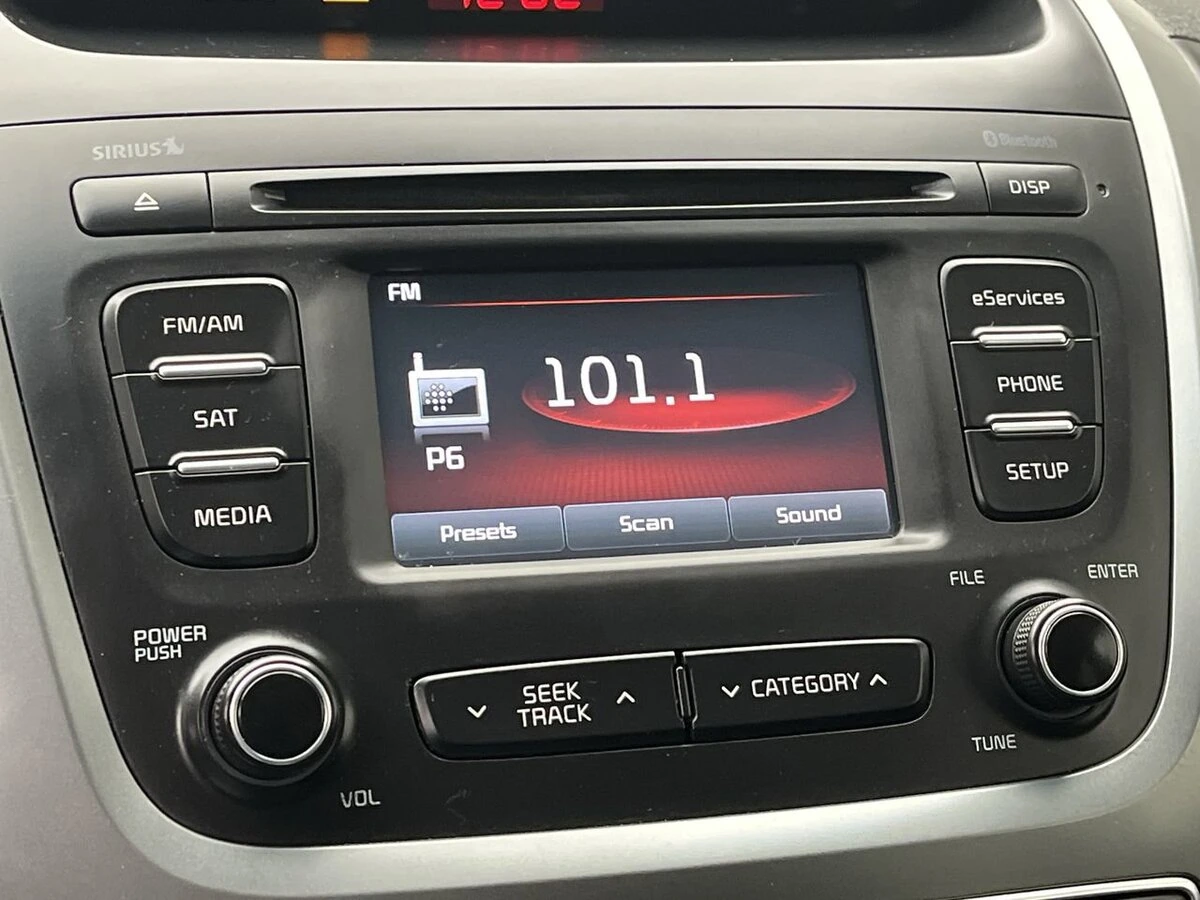 SIRIUS
Bluetooth
DISP
FM/AM
SAT
MEDIA
FM
101.1
P6
Presets
Scan
Sound
eServices
PHONE
SETUP
POWER
PUSH
VOL
SEEK
TRACK
CATEGORY
FILE
ENTER
TUNE